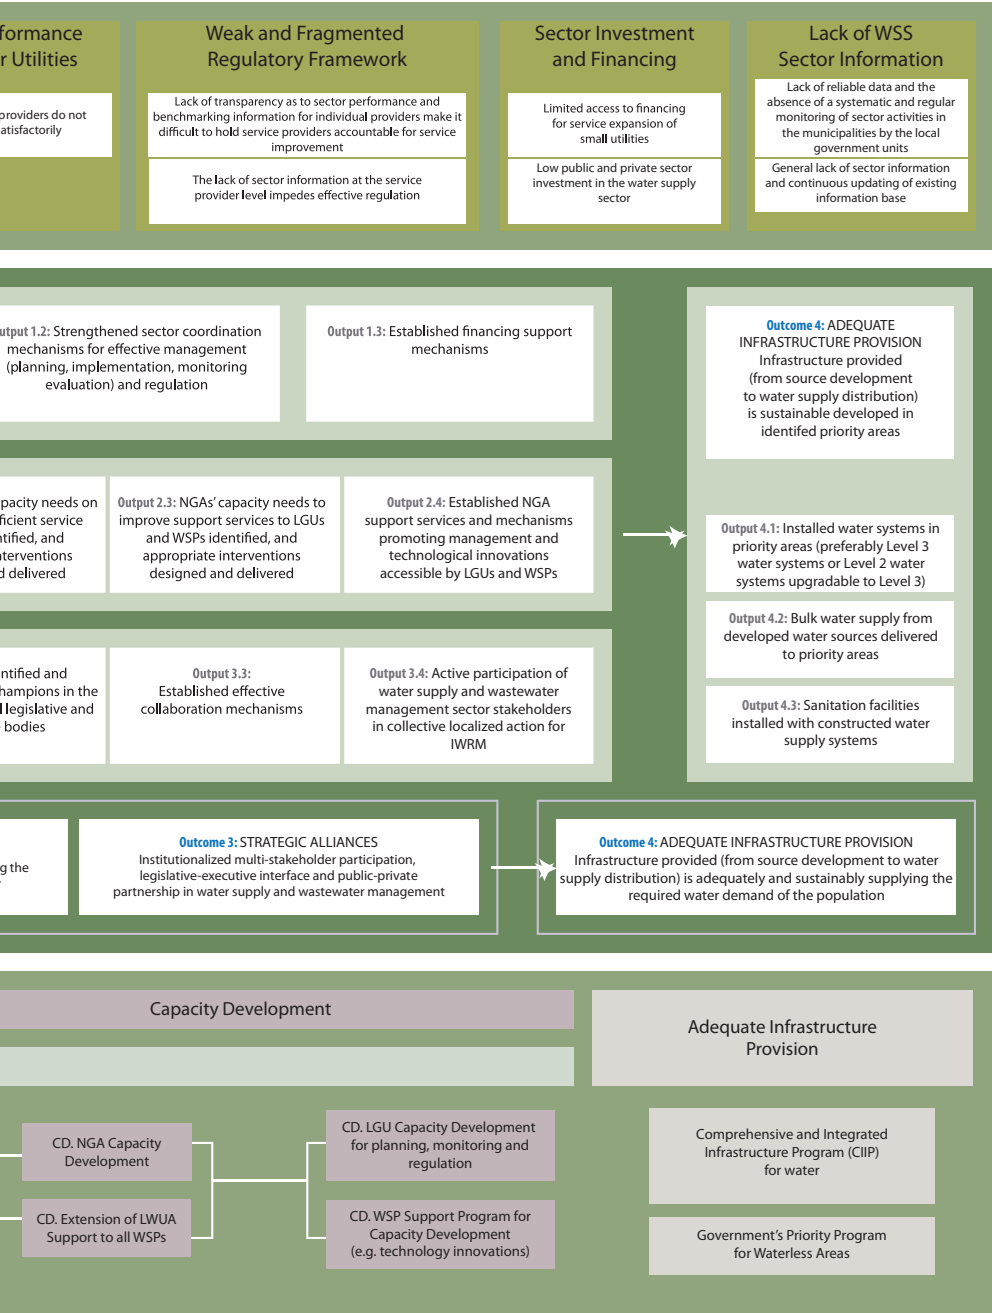 formance
r Utilities
providers do not
atisfactorily
Weak and Fragmented
Regulatory Framework
Lack of transparency as to sector performance and
benchmarking information for individual providers make it
difficult to hold service providers accountable for service
improvement
The lack of sector information at the service
provider level impedes effective regulation
Sector Investment
and Financing
Limited access to financing
for service expansion of
small utilities
Low public and private sector
investment in the water supply
sector
Lack of WSS
Sector Information
Lack of reliable data and the
absence of a systematic and regular
monitoring of sector activities in
the municipalities by the local
government units
General lack of sector information
and continuous updating of existing
information base
utput 1.2: Strengthened sector coordination
mechanisms for effective management
(planning, implementation, monitoring
evaluation) and regulation
Output 1.3: Established financing support
mechanisms
pacity needs on
ficient service
ntified, and
nterventions
d delivered
Output 2.3: NGAs' capacity needs to
improve support services to LGUs
and WSPs identified, and
appropriate interventions
designed and delivered
Output 2.4: Established NGA
support services and mechanisms
promoting management and
technological innovations
accessible by LGUs and WSPs
ntified and
hampions in the
l legislative and
bodies
Output 3.3:
Established effective
collaboration mechanisms
Output 3.4: Active participation of
water supply and wastewater
management sector stakeholders
in collective localized action for
IWRM
Outcome 4: ADEQUATE
INFRASTRUCTURE PROVISION
Infrastructure provided
(from source development
to water supply distribution)
is sustainable developed in
identifed priority areas
Output 4.1: Installed water systems in
priority areas (preferably Level 3
water systems or Level 2 water
systems upgradable to Level 3)
Output 4.2: Bulk water supply from
developed water sources delivered
to priority areas
Output 4.3: Sanitation facilities
installed with constructed water
supply systems
g the
Outcome 3: STRATEGIC ALLIANCES
Institutionalized multi-stakeholder participation,
legislative-executive interface and public-private
partnership in water supply and wastewater management
Outcome 4: ADEQUATE INFRASTRUCTURE PROVISION
Infrastructure provided (from source development to water
supply distribution) is adequately and sustainably supplying the
required water demand of the population
Capacity Development
Adequate Infrastructure
Provision
CD. NGA Capacity
Development
CD. Extension of LWUA
Support to all WSPs
CD. LGU Capacity Development
for planning, monitoring and
regulation
CD. WSP Support Program for
Capacity Development
(e.g. technology innovations)
Comprehensive and Integrated
Infrastructure Program (CIIP)
for water
Government's Priority Program
for Waterless Areas